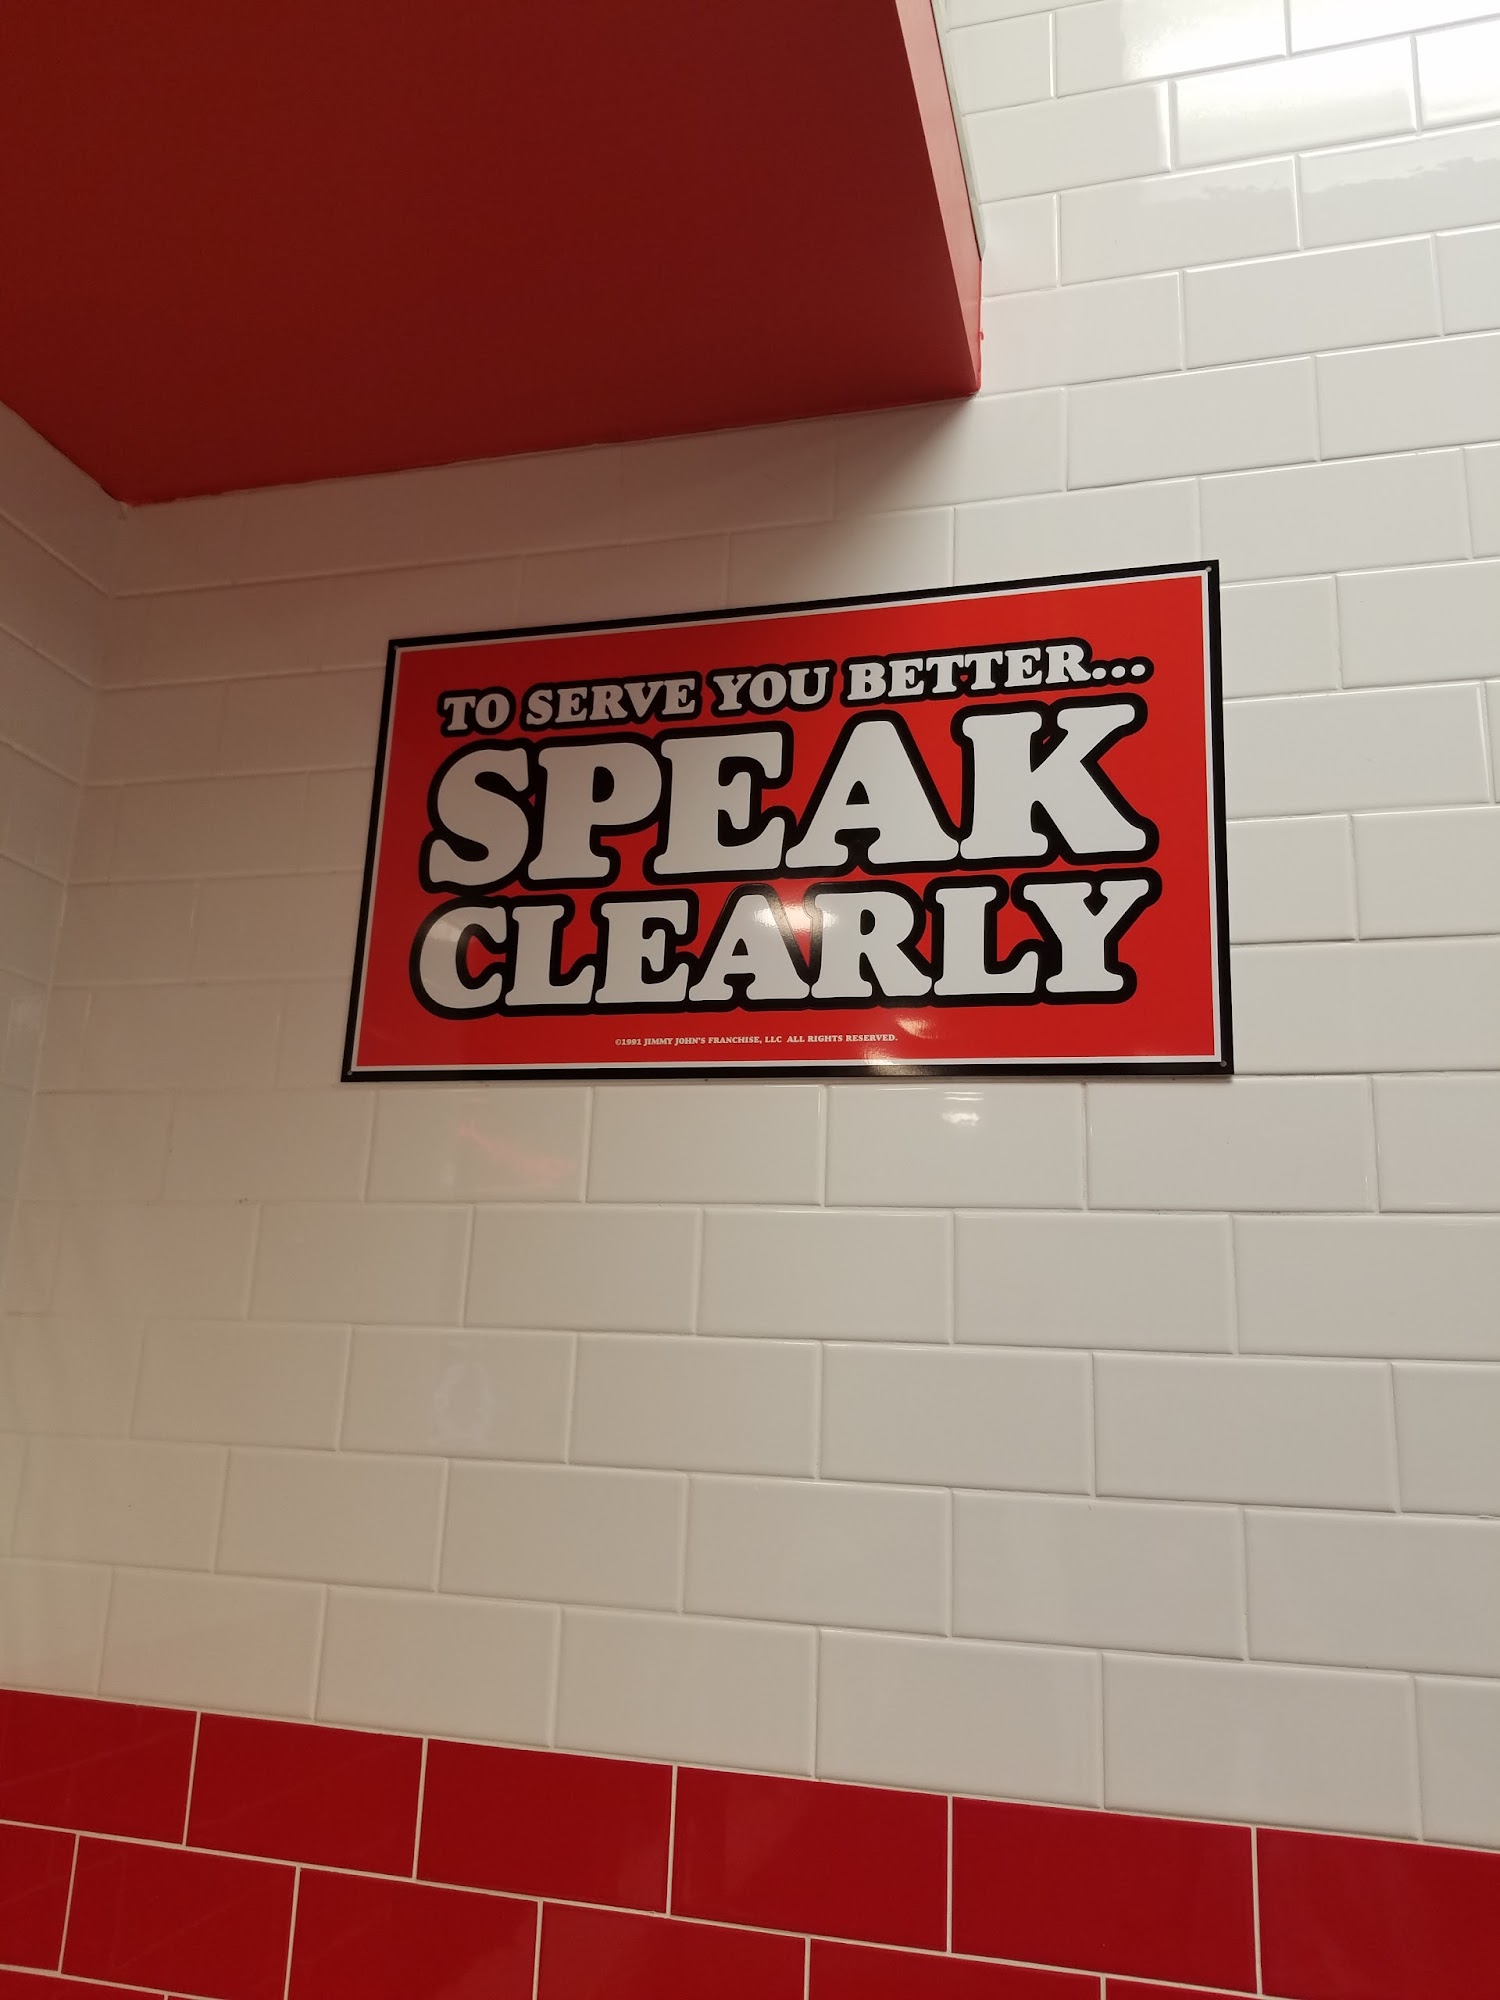 TO SERVE YOU BETTER...
SPEAK
CLEARLY
©1991 JIMMY JOHN'S FRANCHISE, LLC ALL RIGHTS RESERVED.